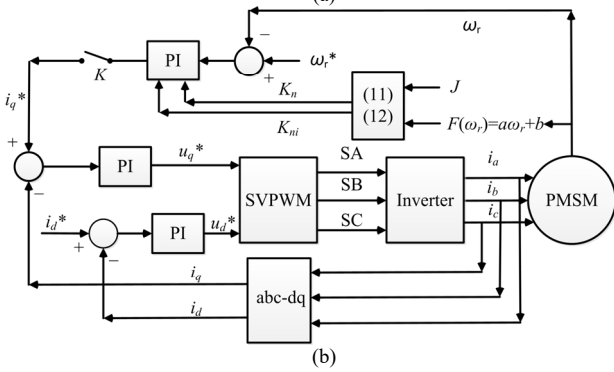 (a)
ωr
−
ωr*
+
PI
K
Kn
Kni
(11)
(12)
J
F(ωr)=aωr+b
iq*
+
−
PI
uq*
SVPWM
SA
SB
SC
Inverter
ia
ib
ic
PMSM
id*
+
−
PI
ud*
iq
id
abc-dq
(b)